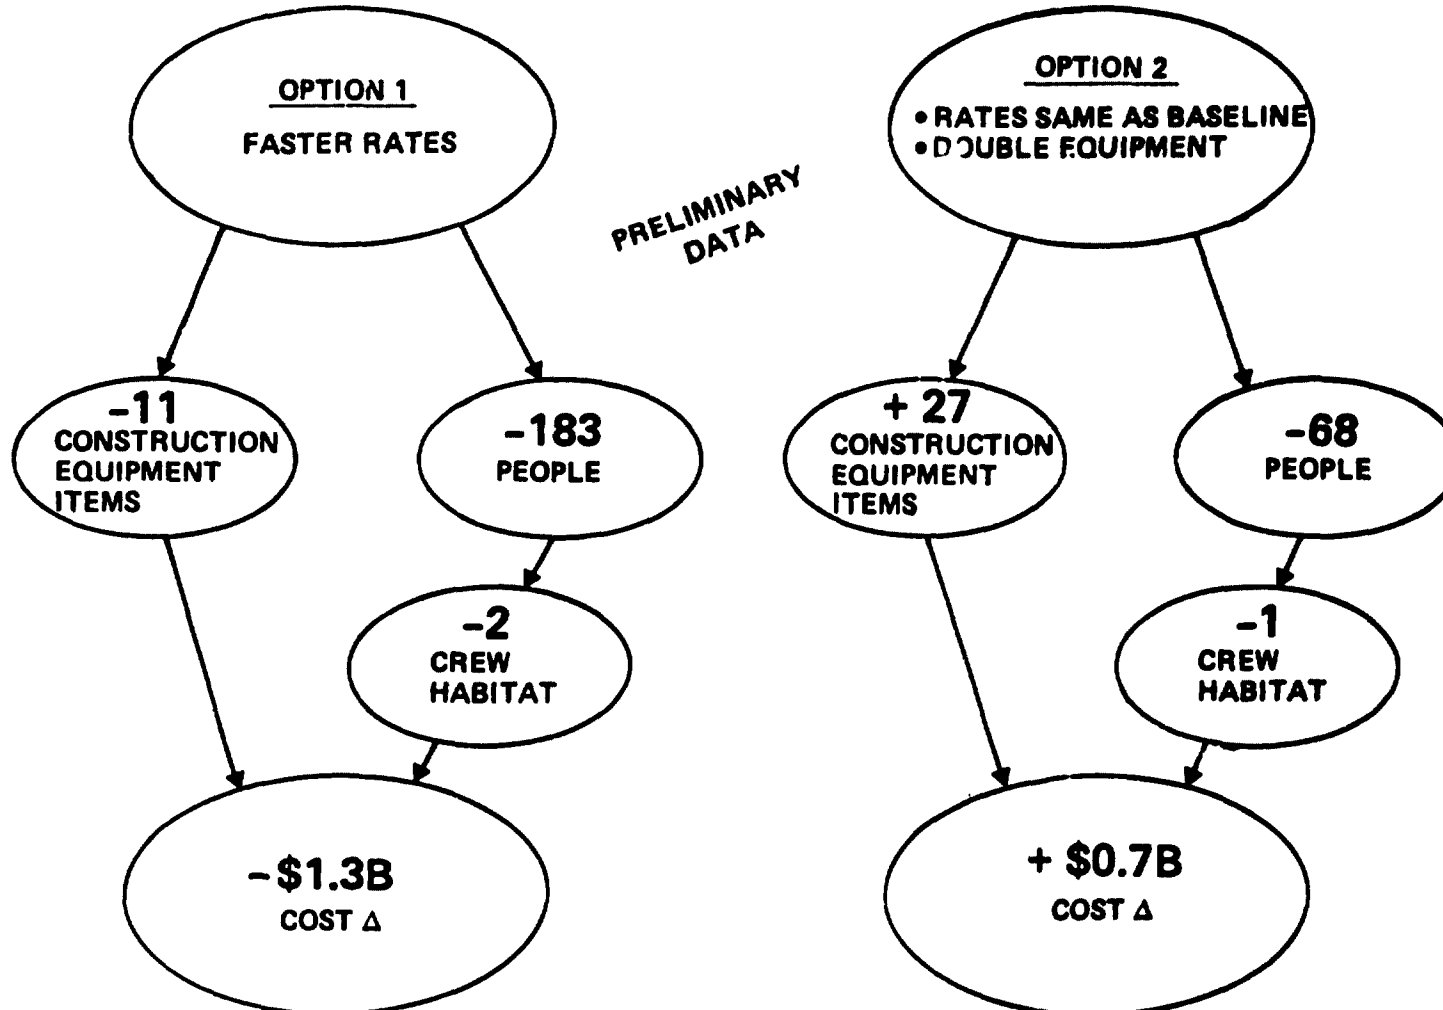 OPTION 1
FASTER RATES
PRELIMINARY
DATA
OPTION 2
• RATES SAME AS BASELINE
• DOUBLE EQUIPMENT
-11
CONSTRUCTION
EQUIPMENT
ITEMS
-183
PEOPLE
+ 27
CONSTRUCTION
EQUIPMENT
ITEMS
-68
PEOPLE
-2
CREW
HABITAT
-1
CREW
HABITAT
-$1.3B
COST Δ
+ $0.7B
COST Δ